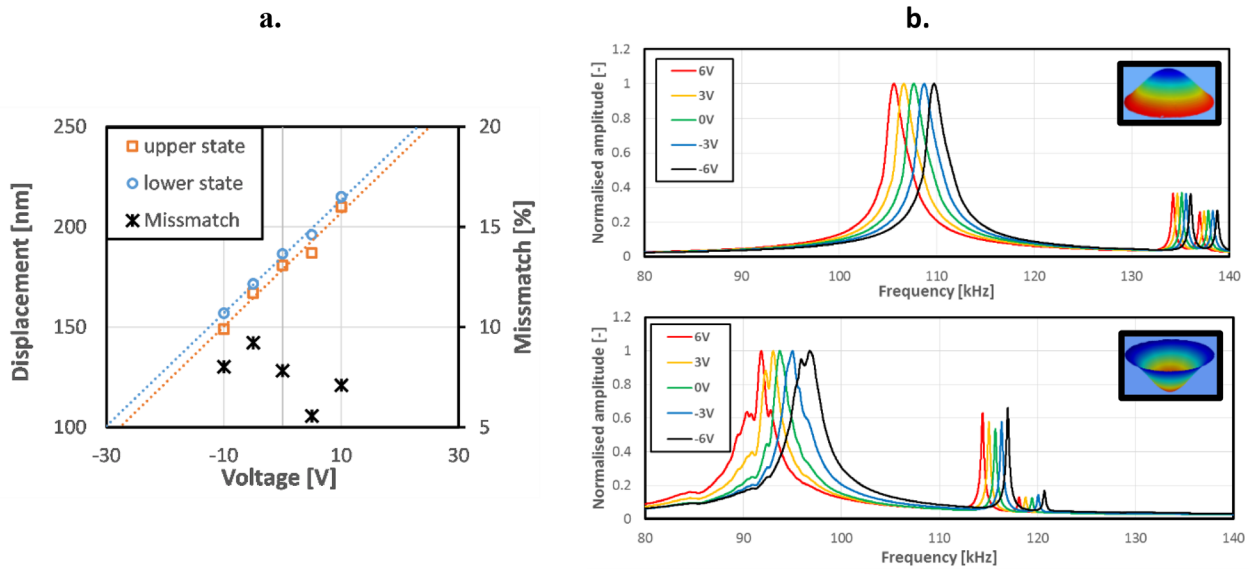 a.
250
200
150
100
Displacement [nm]
upper state
lower state
Missmatch
20
15
10
5
Missmatch [%]
-30
-10
10
30
Voltage [V]
b.
1.2
1
0.8
0.6
0.4
0.2
0
Normalised amplitude [-]
6V
3V
0V
-3V
-6V
80
90
100
110
120
130
140
Frequency [kHz]
1.2
1
0.8
0.6
0.4
0.2
0
Normalised amplitude [-]
6V
3V
0V
-3V
-6V
80
90
100
110
120
130
140
Frequency [kHz]